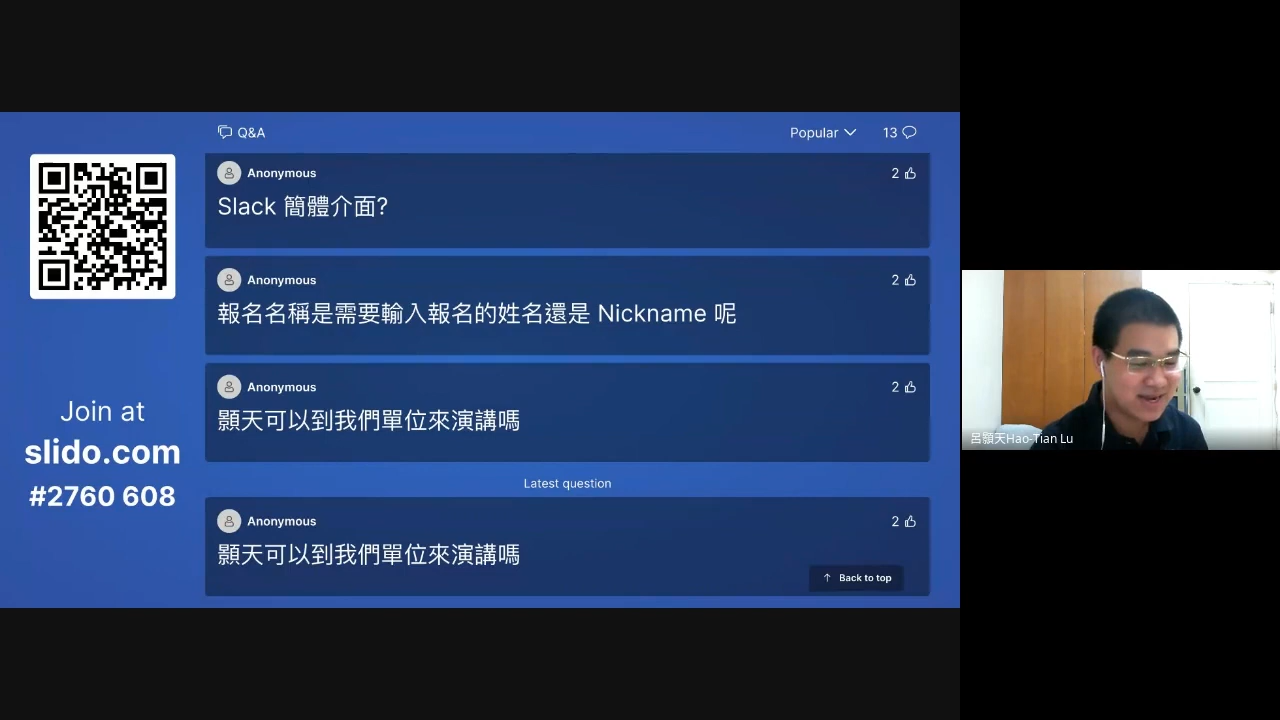 Q&A
Popular
13
Anonymous
2
Slack 簡體介面?
Anonymous
2
報名名稱是需要輸入報名的姓名還是 Nickname 呢
Anonymous
2
顥天可以到我們單位來演講嗎
Latest question
Anonymous
2
顥天可以到我們單位來演講嗎
Back to top
Join at
slido.com
#2760 608
呂顥天Hao-Tian Lu